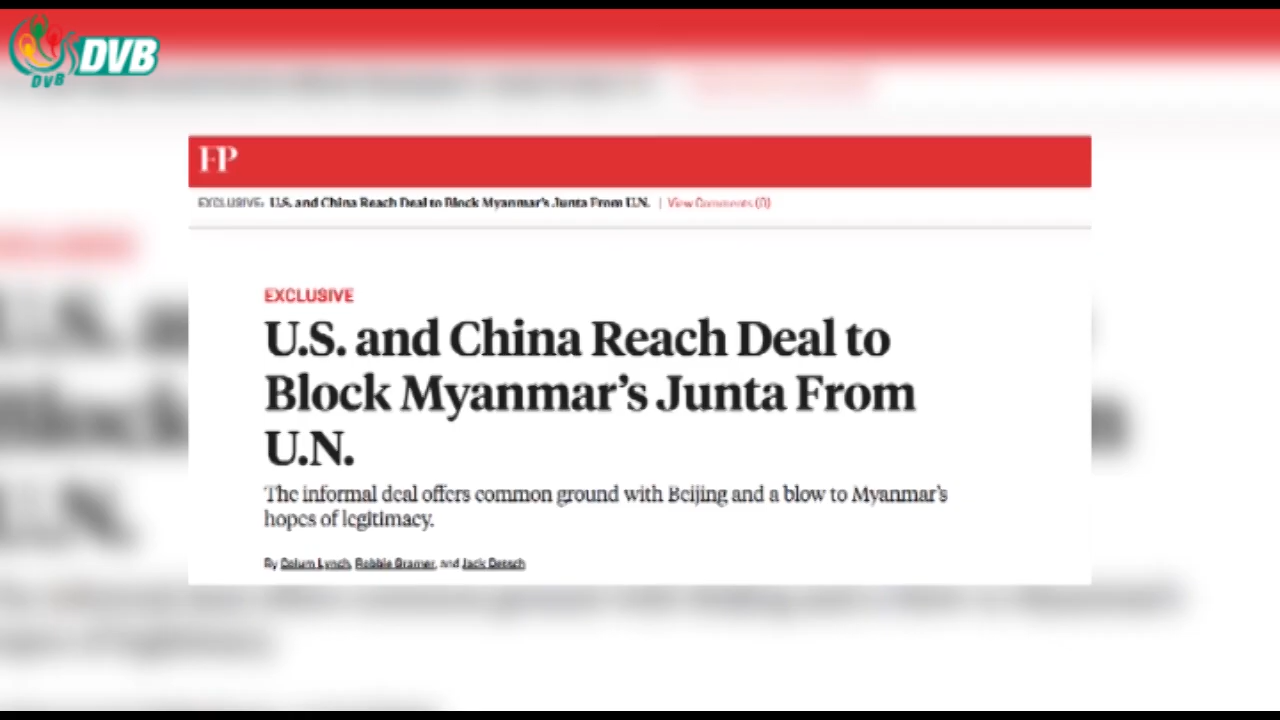 DVB
DVB
FP
EXCLUSIVE: U.S. and China Reach Deal to Block Myanmar's Junta From U.N. | View Comments (0)
EXCLUSIVE
U.S. and China Reach Deal to
Block Myanmar's Junta From
U.N.
The informal deal offers common ground with Beijing and a blow to Myanmar's
hopes of legitimacy.
By Colum Lynch, Robbie Gramer, and Jack Detsch